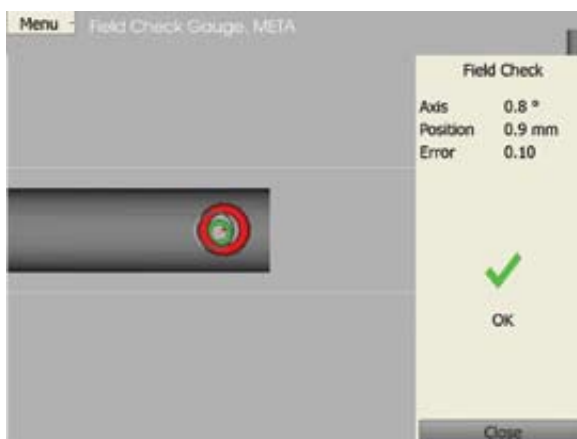 Menu
Field Check Gauge, META
Field Check
Axis 0.8 °
Position 0.9 mm
Error 0.10
OK
Close